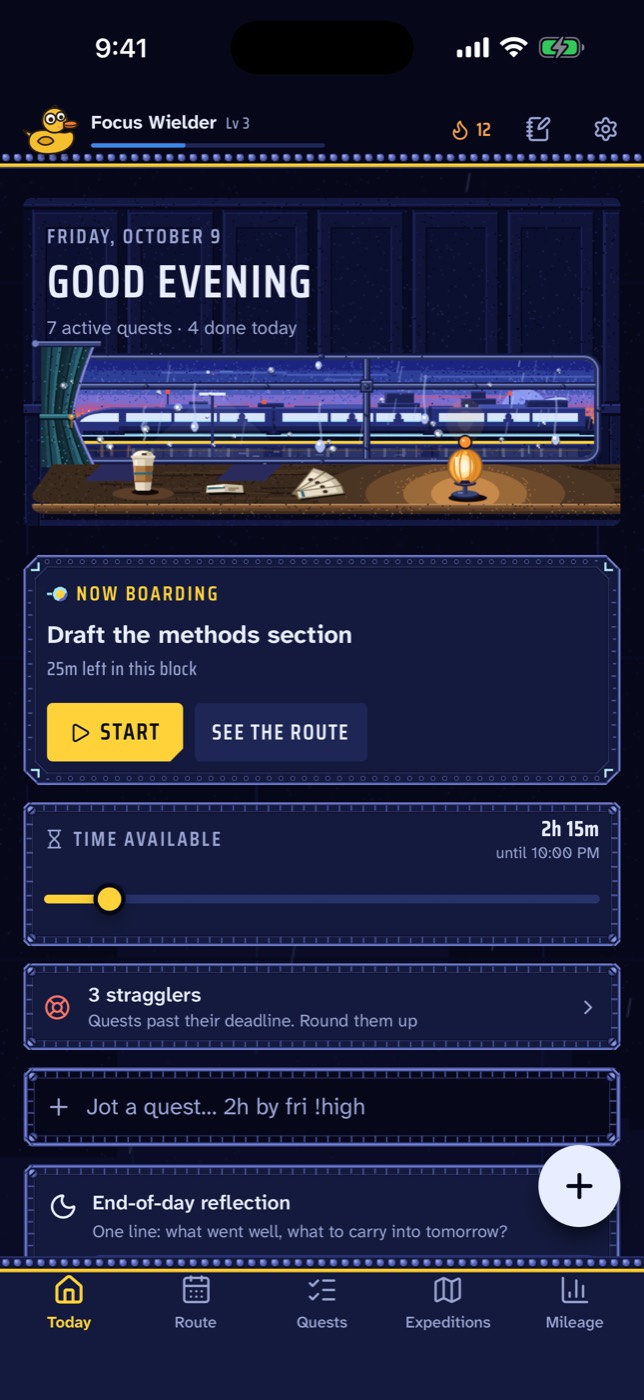 9:41
Focus Wielder Lv 3
12
FRIDAY, OCTOBER 9
GOOD EVENING
7 active quests · 4 done today
NOW BOARDING
Draft the methods section
25m left in this block
START
SEE THE ROUTE
TIME AVAILABLE
2h 15m
until 10:00 PM
3 stragglers
Quests past their deadline. Round them up
Jot a quest... 2h by fri !high
End-of-day reflection
One line: what went well, what to carry into tomorrow?
Today
Route
Quests
Expeditions
Mileage